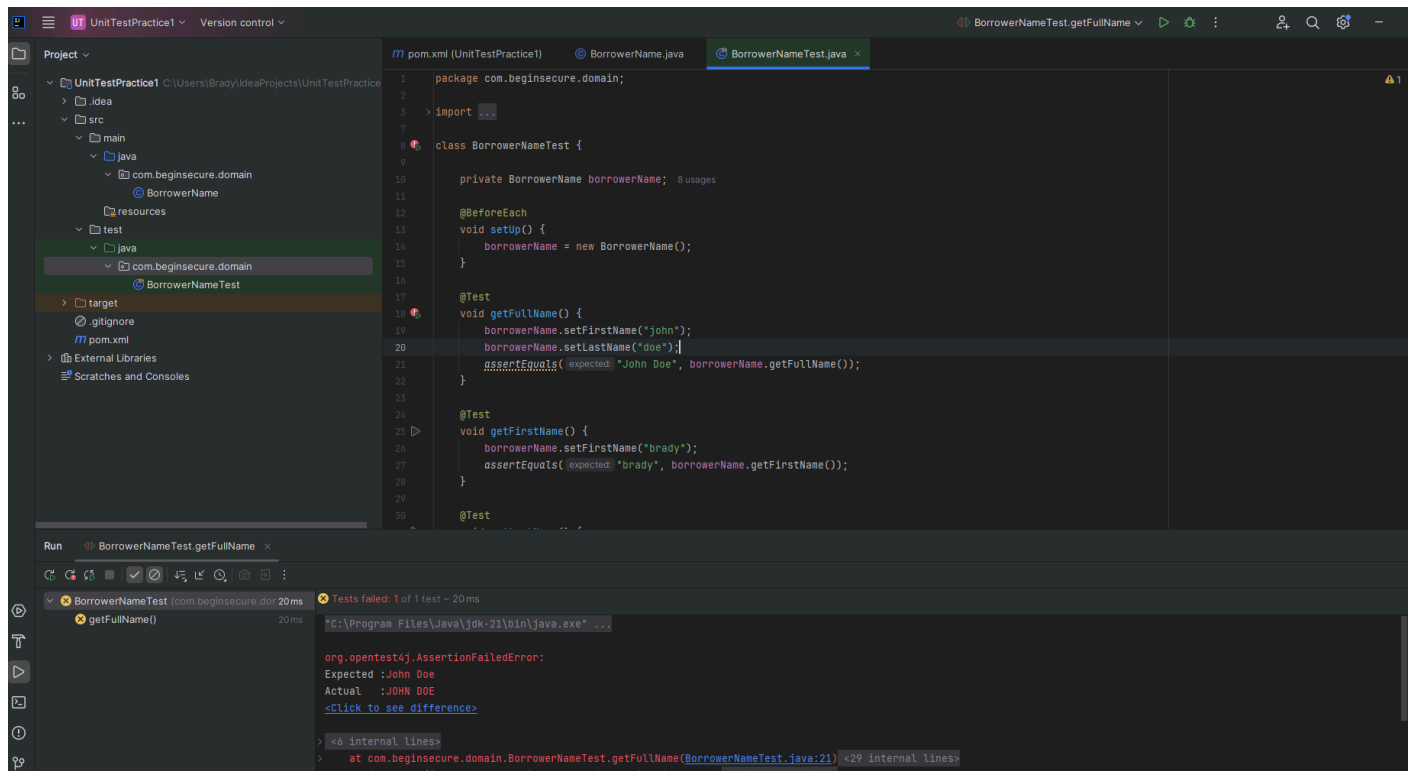 UT UnitTestPractice1 Version control BorrowerNameTest.getFullName
Project
pom.xml (UnitTestPractice1) BorrowerName.java BorrowerNameTest.java
UnitTestPractice1 C:\Users\Brady\IdeaProjects\UnitTestPractice
.idea
src
main
java
com.beginsecure.domain
BorrowerName
resources
test
java
com.beginsecure.domain
BorrowerNameTest
target
.gitignore
pom.xml
External Libraries
Scratches and Consoles
1 package com.beginsecure.domain;
2
3 import ...
7
8 class BorrowerNameTest {
9
10 private BorrowerName borrowerName; 8 usages
11
12 @BeforeEach
13 void setUp() {
14 borrowerName = new BorrowerName();
15 }
16
17 @Test
18 void getFullName() {
19 borrowerName.setFirstName("john");
20 borrowerName.setLastName("doe");
21 assertEquals( expected: "John Doe", borrowerName.getFullName());
22 }
23
24 @Test
25 void getFirstName() {
26 borrowerName.setFirstName("brady");
27 assertEquals( expected: "brady", borrowerName.getFirstName());
28 }
29
30 @Test
1
Run BorrowerNameTest.getFullName
BorrowerNameTest (com.beginsecure.dor 20 ms
getFullName() 20 ms
Tests failed: 1 of 1 test – 20 ms
"C:\Program Files\Java\jdk-21\bin\java.exe" ...
org.opentest4j.AssertionFailedError:
Expected :John Doe
Actual :JOHN DOE
<Click to see difference>
<6 internal lines>
at com.beginsecure.domain.BorrowerNameTest.getFullName(BorrowerNameTest.java:21) <29 internal lines>